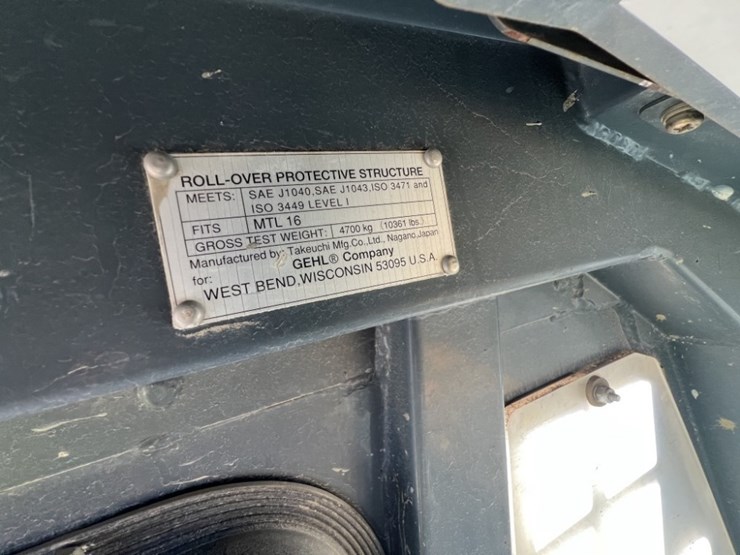 ROLL-OVER PROTECTIVE STRUCTURE
MEETS: SAE J1040,SAE J1043,ISO 3471 and
ISO 3449 LEVEL I
FITS MTL 16
GROSS TEST WEIGHT: 4700 kg (10361 lbs.)
Manufactured by: Takeuchi Mfg.Co.,Ltd., Nagano,Japan
for: GEHL® Company
WEST BEND,WISCONSIN 53095 U.S.A.